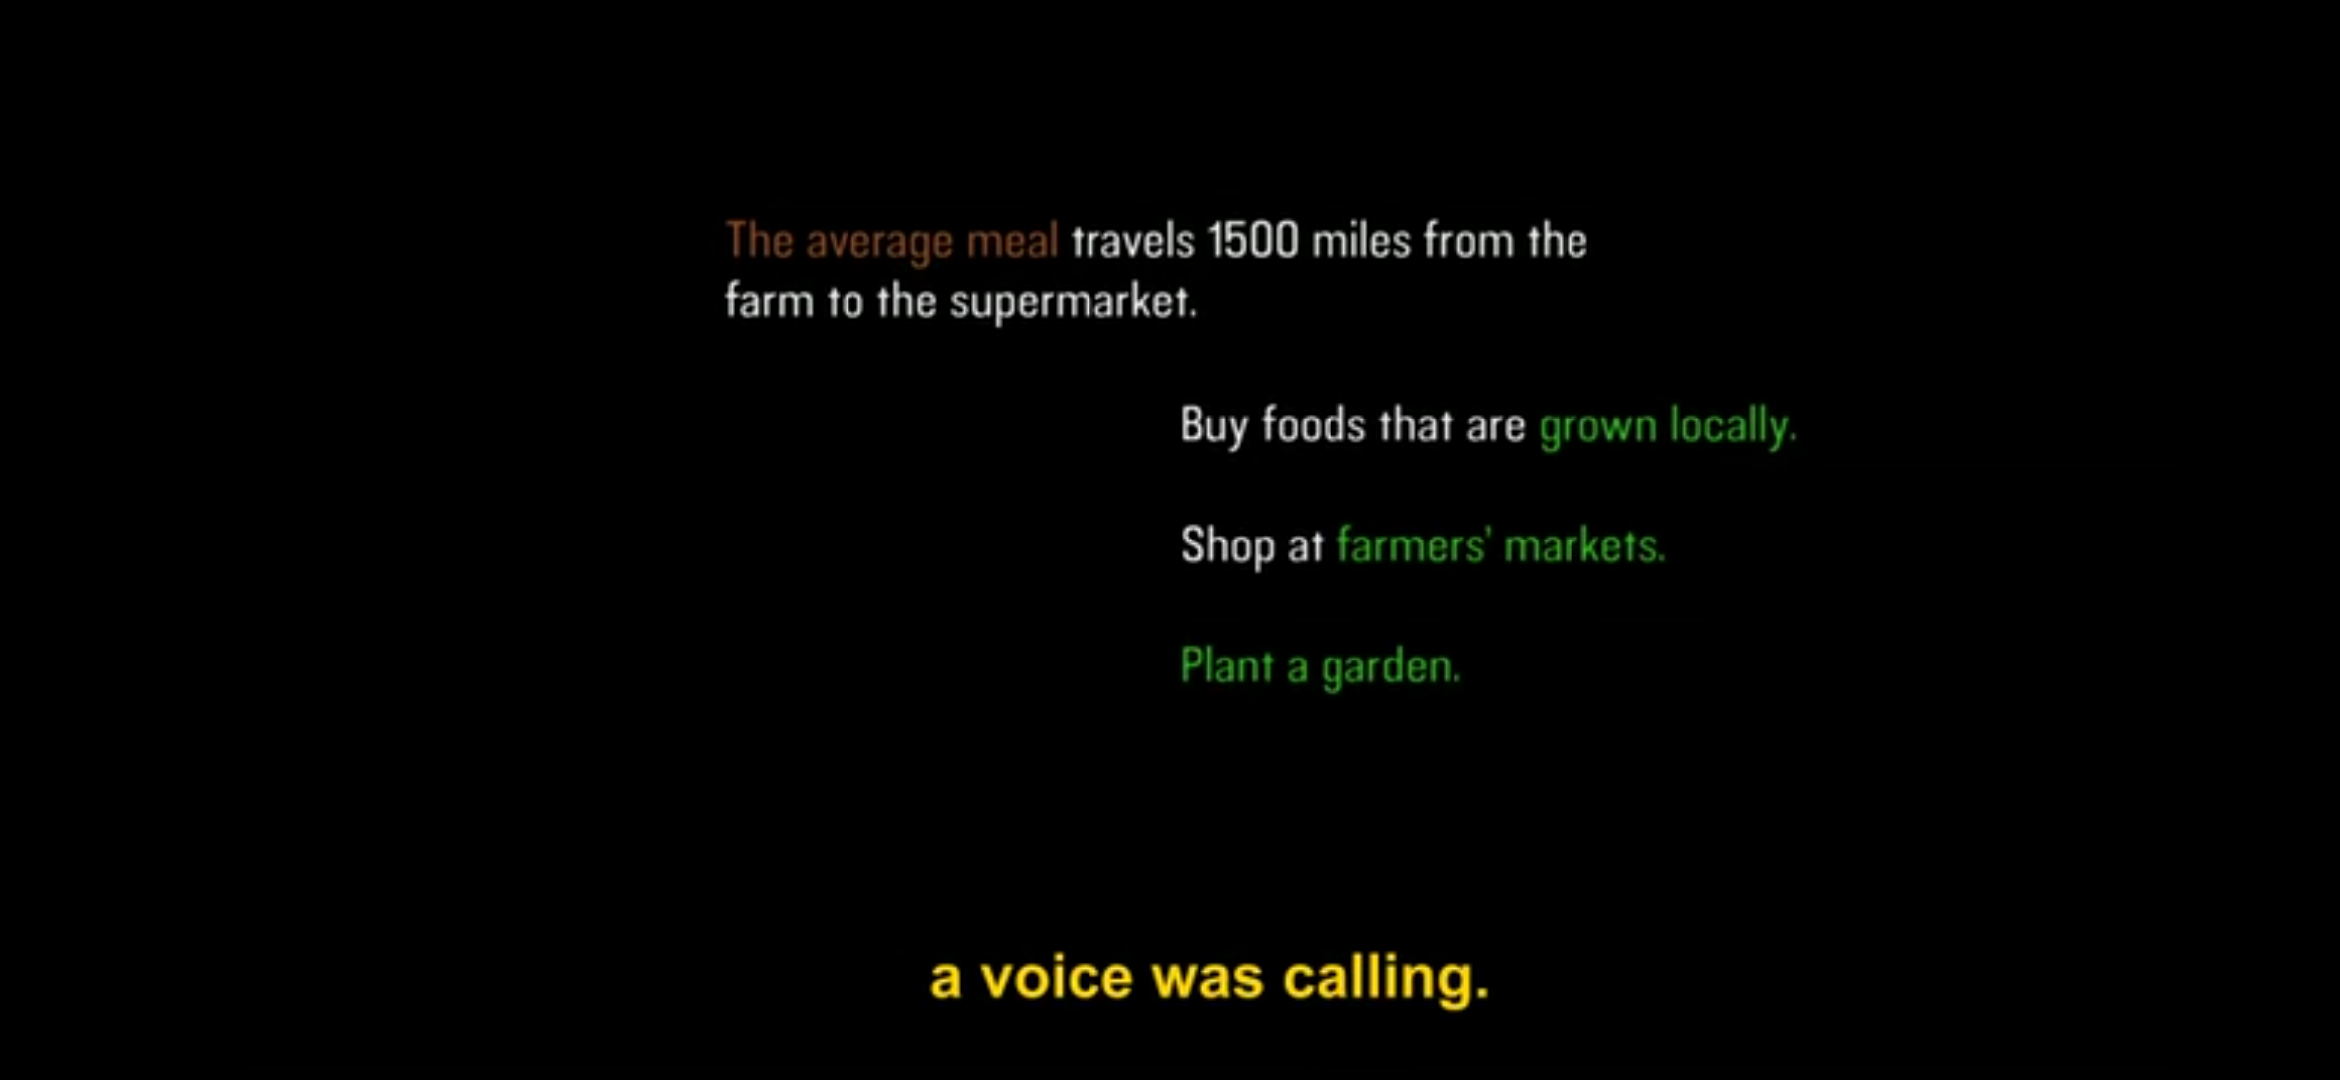 The average meal travels 1500 miles from the
farm to the supermarket.
Buy foods that are grown locally.
Shop at farmers' markets.
Plant a garden.
a voice was calling.